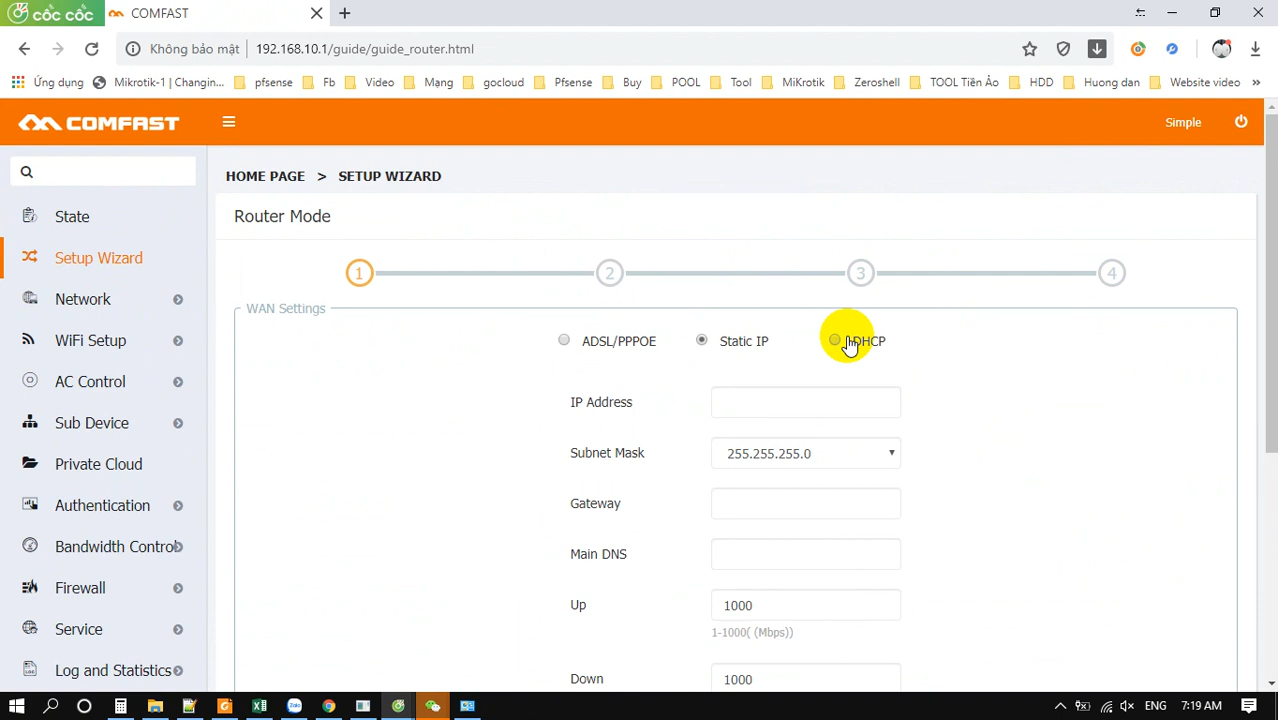 cốc cốc
COMFAST
Không bảo mật
192.168.10.1/guide/guide_router.html
Ứng dụng
Mikrotik-1 | Changin...
pfsense
Fb
Video
Mạng
gocloud
Pfsense
Buy
POOL
Tool
MiKrotik
Zeroshell
TOOL Tiền Ảo
HDD
Huong dan
Website video
»
COMFAST
Simple
HOME PAGE > SETUP WIZARD
Router Mode
State
Setup Wizard
Network
WiFi Setup
AC Control
Sub Device
Private Cloud
Authentication
Bandwidth Control
Firewall
Service
Log and Statistics
1
2
3
4
WAN Settings
ADSL/PPPOE
Static IP
DHCP
IP Address
Subnet Mask
255.255.255.0
Gateway
Main DNS
Up
1000
1-1000( (Mbps))
Down
1000
Zalo
ENG
7:19 AM